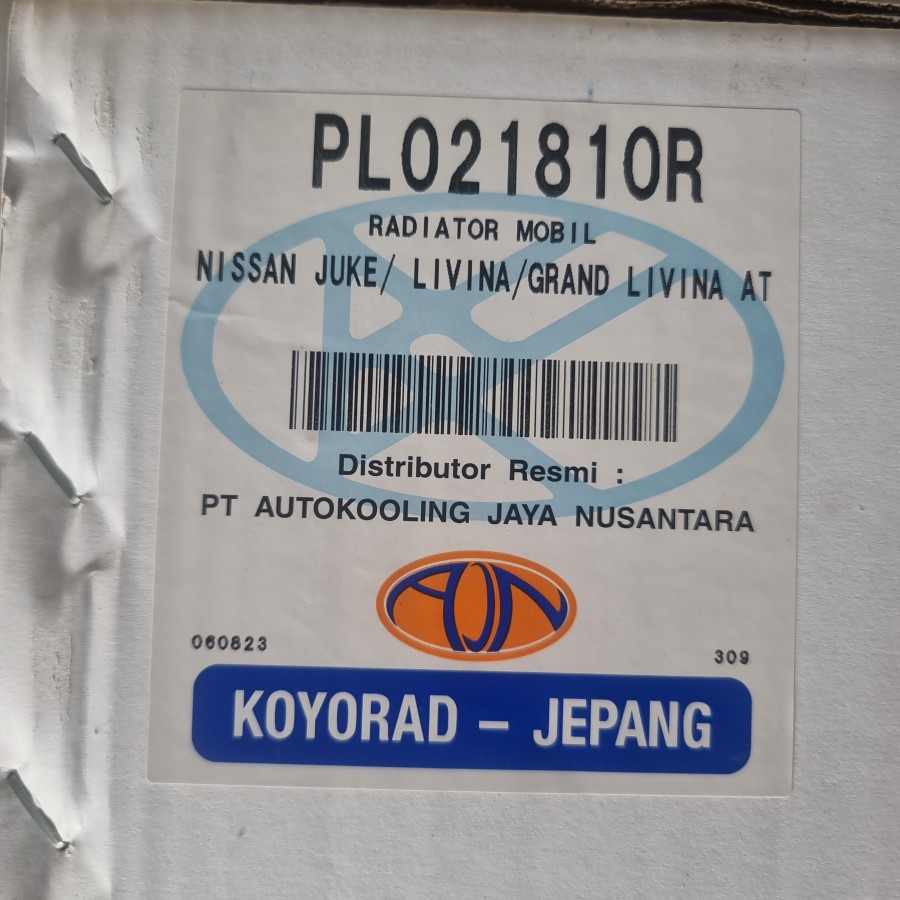 PL021810R
RADIATOR MOBIL
NISSAN JUKE/ LIVINA/GRAND LIVINA AT
Distributor Resmi :
PT AUTOKOOLING JAYA NUSANTARA
AJN
060823
309
KOYORAD – JEPANG